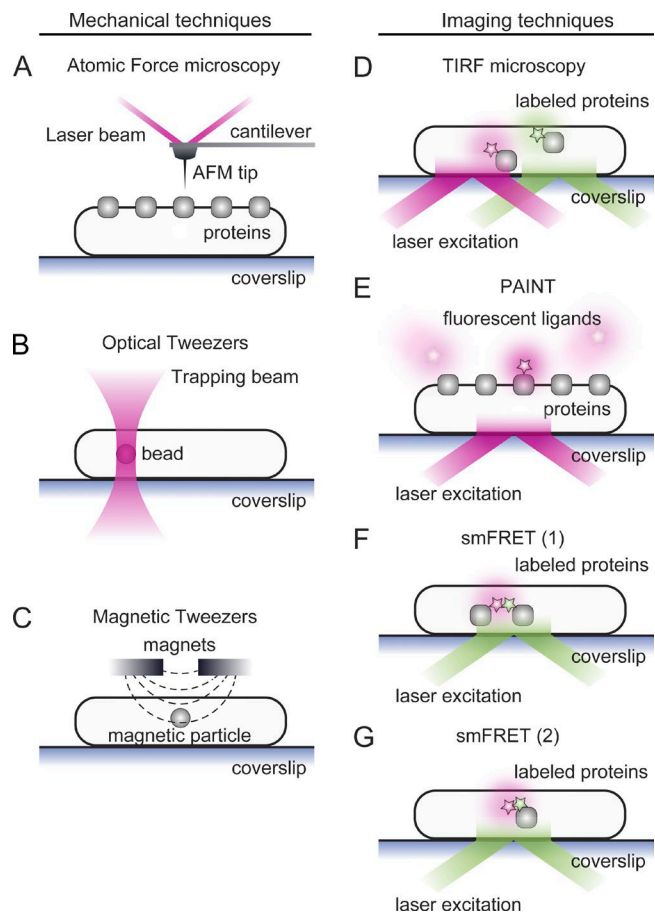 Mechanical techniques
A
Atomic Force microscopy
Laser beam
cantilever
AFM tip
proteins
coverslip
B
Optical Tweezers
Trapping beam
bead
coverslip
C
Magnetic Tweezers
magnets
magnetic particle
coverslip
Imaging techniques
D
TIRF microscopy
labeled proteins
coverslip
laser excitation
E
PAINT
fluorescent ligands
proteins
coverslip
laser excitation
F
smFRET (1)
labeled proteins
coverslip
laser excitation
G
smFRET (2)
labeled proteins
coverslip
laser excitation